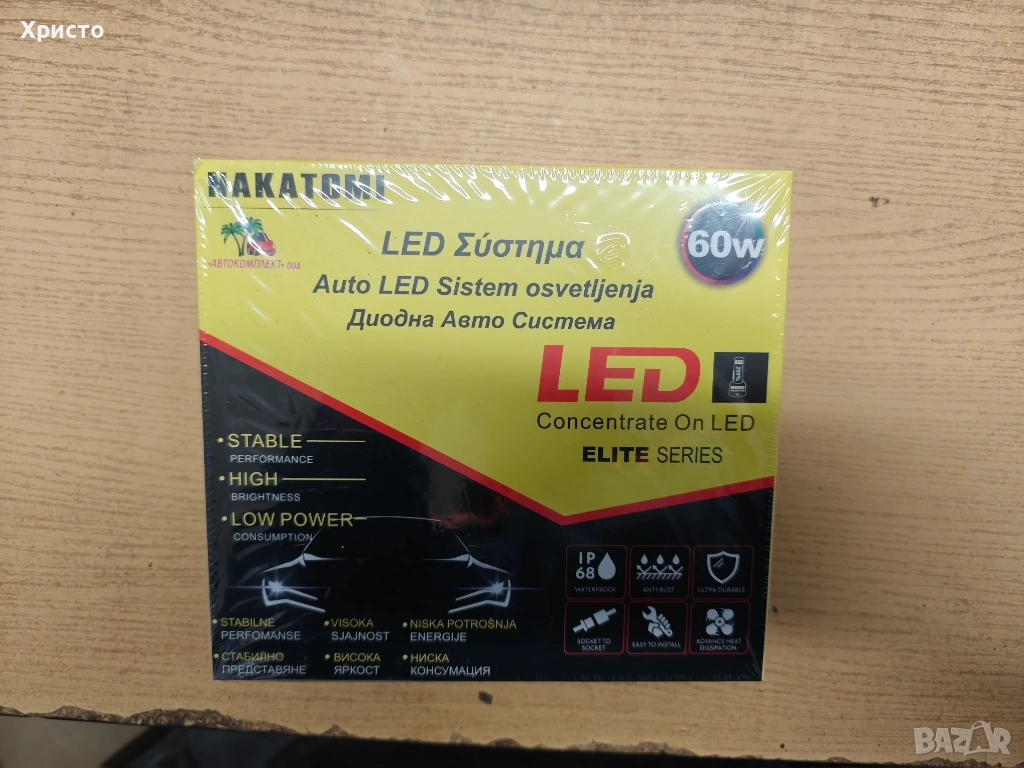 Христо
NAKATOMI
•АВТОКОМПЛЕКТ• ООД
60W
LED Σύστημα
Auto LED Sistem osvetljenja
Диодна Авто Система
LED
200%
Concentrate On LED
ELITE SERIES
• STABLE
PERFORMANCE
• HIGH
BRIGHTNESS
• LOW POWER
CONSUMPTION
IP 68
WATERPROOF
ANTI-RUST
ULTRA DURABLE
SOCKET TO SOCKET
EASY TO INSTALL
ADVANCE HEAT DISSIPATION
• STABILNE PERFOMANSE
• VISOKA SJAJNOST
• NISKA POTROŠNJA ENERGIJE
• СТАБИЛНО ПРЕДСТАВЯНЕ
• ВИСОКА ЯРКОСТ
• НИСКА КОНСУМАЦИЯ
BAZAR